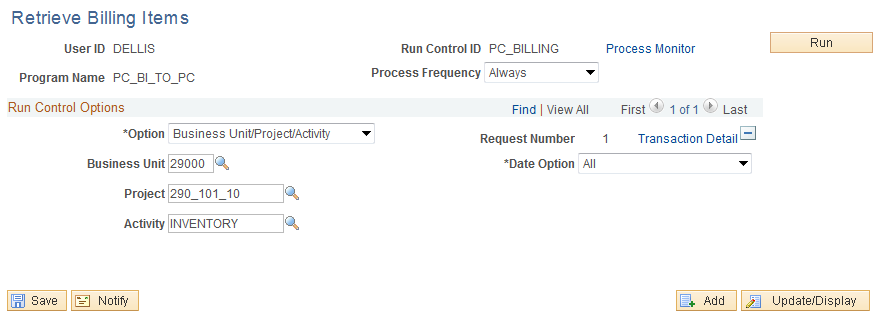 Retrieve Billing Items
User ID DELLIS Run Control ID PC_BILLING Process Monitor Run
Program Name PC_BI_TO_PC Process Frequency Always
Run Control Options Find | View All First 1 of 1 Last
*Option Business Unit/Project/Activity Request Number 1 Transaction Detail
Business Unit 29000 *Date Option All
Project 290_101_10
Activity INVENTORY
Save Notify Add Update/Display